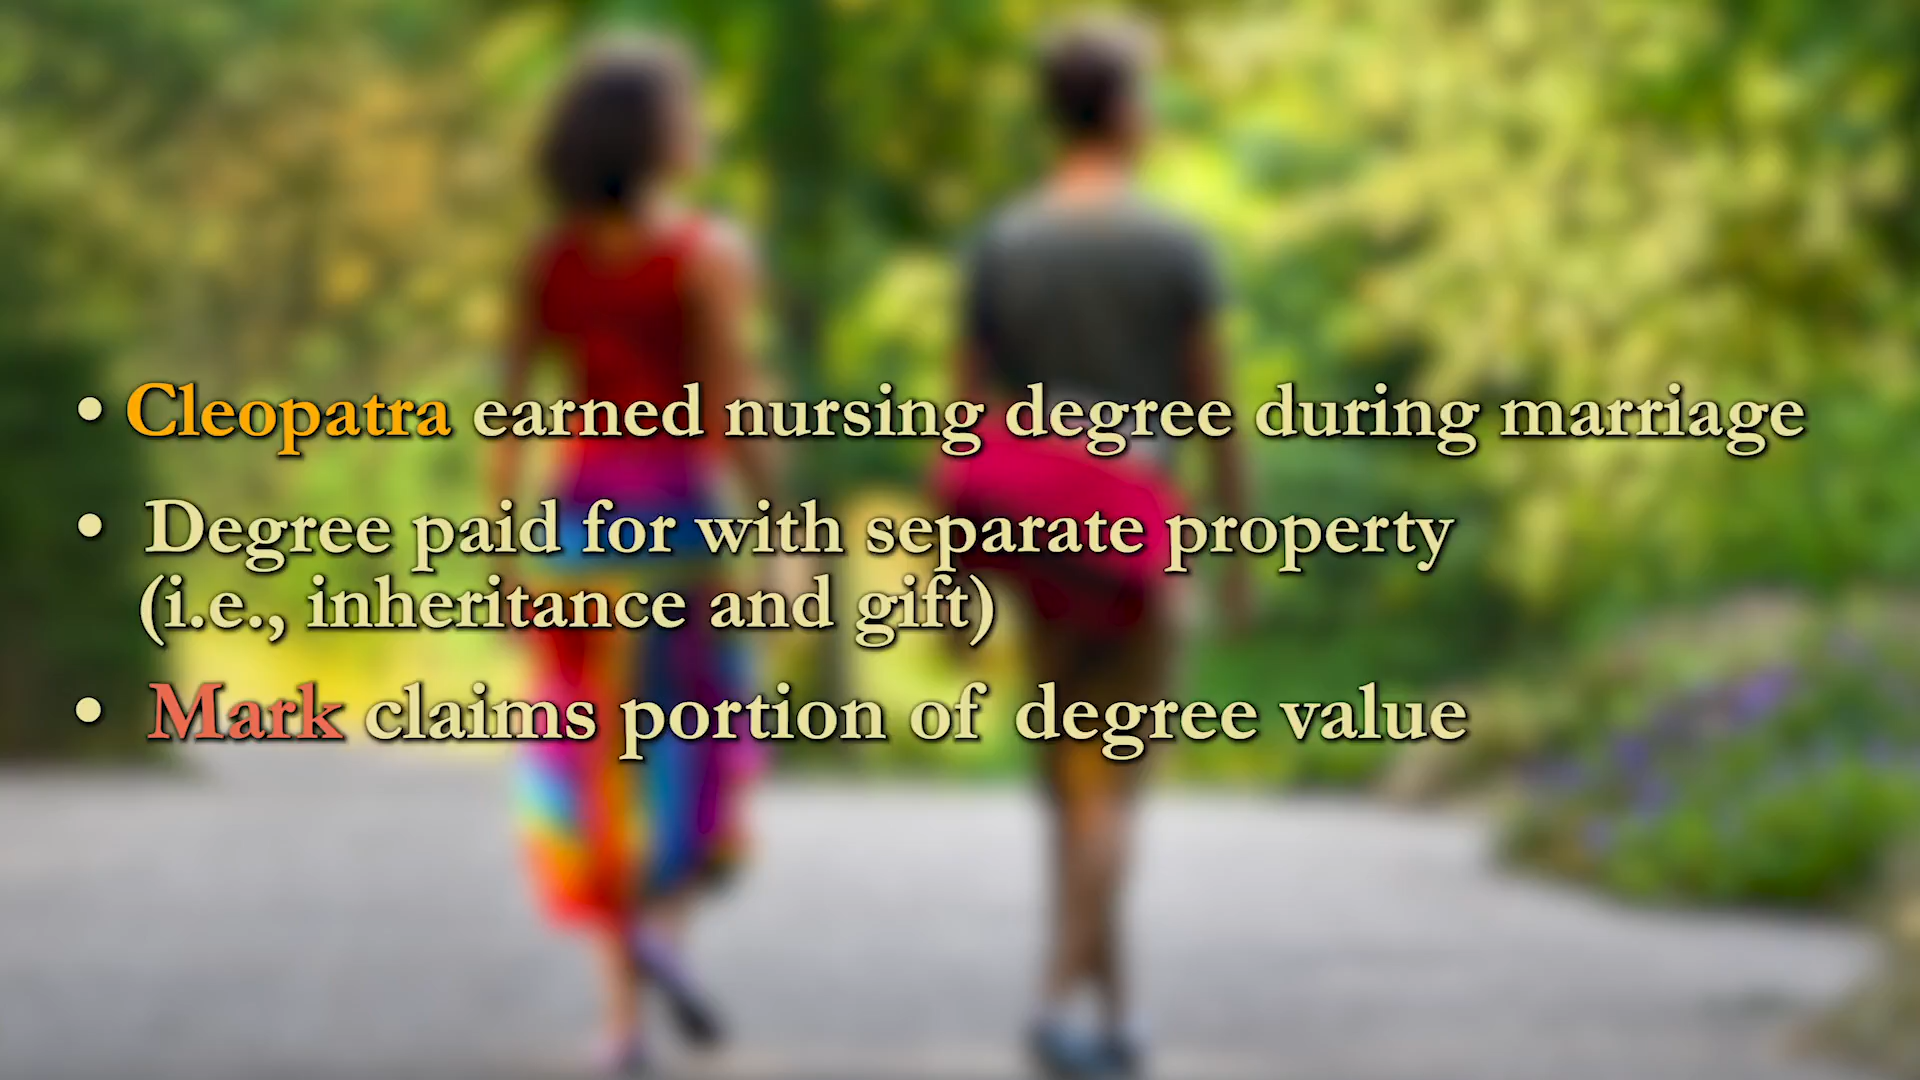 • Cleopatra earned nursing degree during marriage
• Degree paid for with separate property
(i.e., inheritance and gift)
• Mark claims portion of degree value